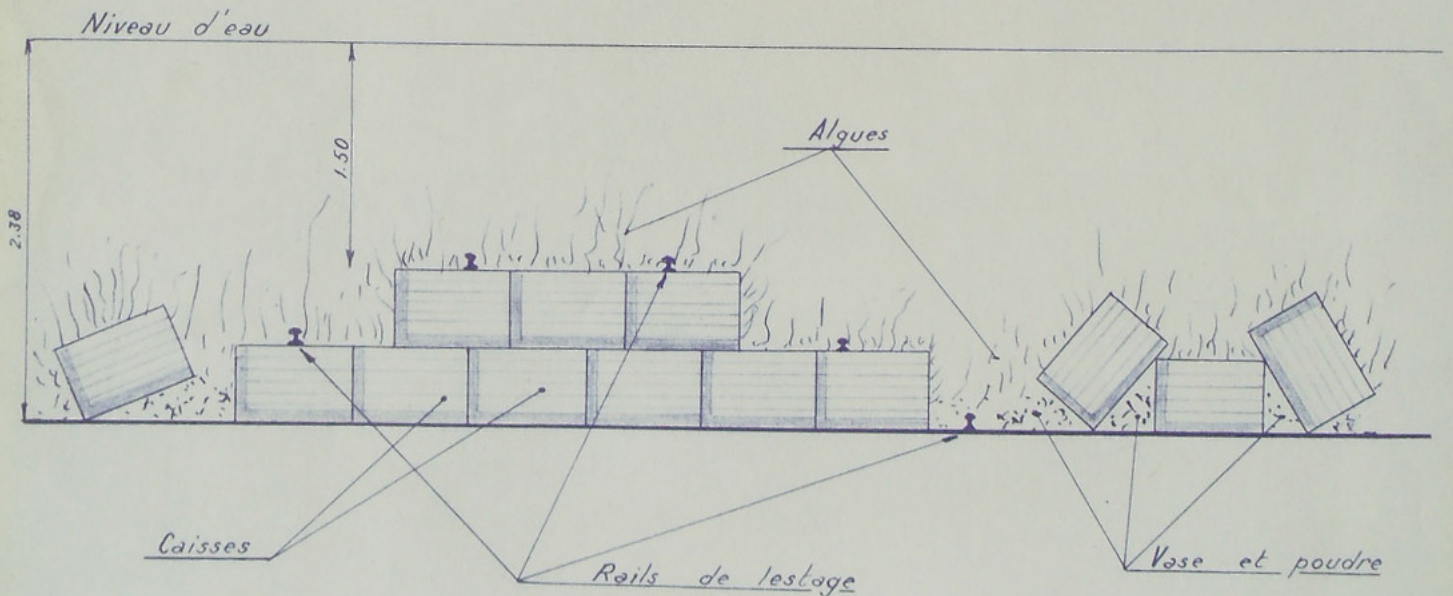 Niveau d'eau
2.38
1.50
Algues
Caisses
Rails de lestage
Vase et poudre